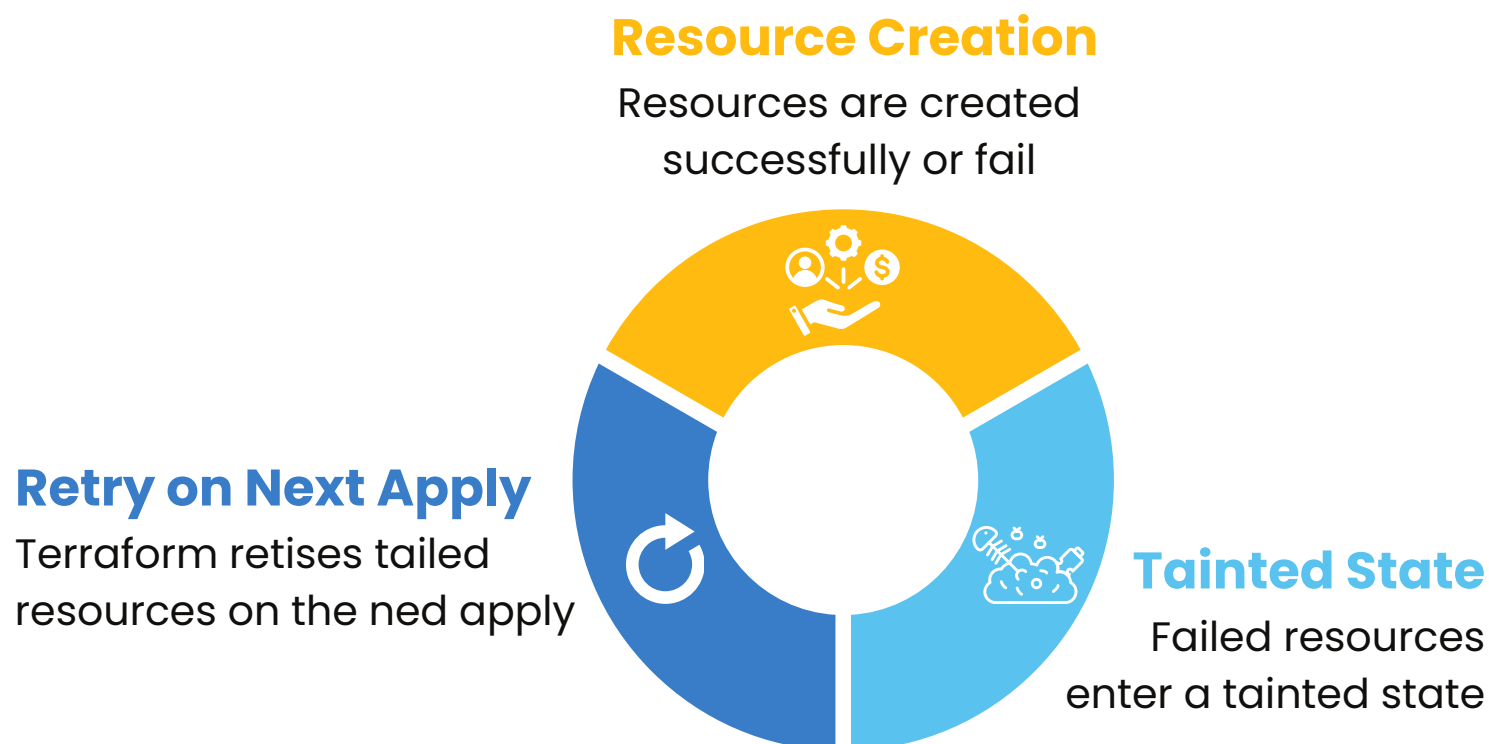 Resource Creation
Resources are created
successfully or fail
Retry on Next Apply
Terraform retises tailed
resources on the ned apply
Tainted State
Failed resources
enter a tainted state